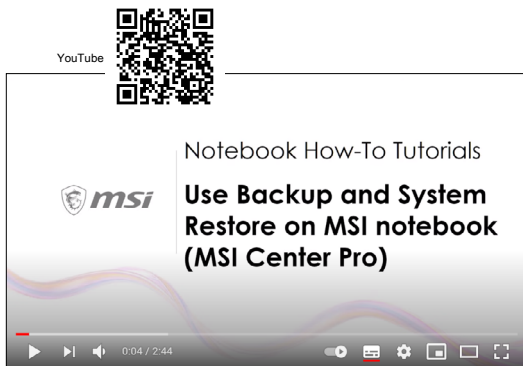 YouTube
Notebook How-To Tutorials
msi
Use Backup and System
Restore on MSI notebook
(MSI Center Pro)
0:04 / 2:44